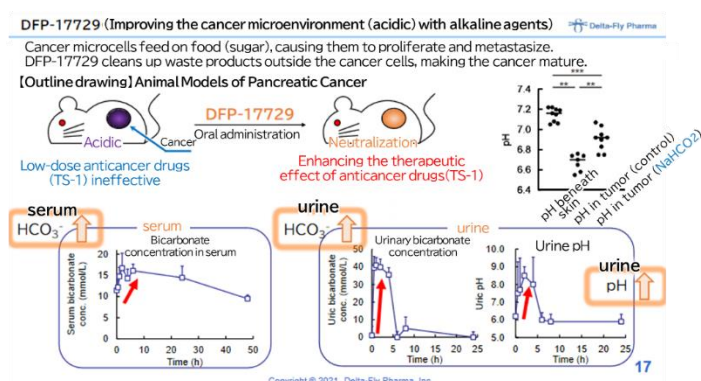 DFP-17729 (Improving the cancer microenvironment (acidic) with alkaline agents)
Delta-Fly Pharma
Cancer microcells feed on food (sugar), causing them to proliferate and metastasize.
DFP-17729 cleans up waste products outside the cancer cells, making the cancer mature.
【Outline drawing】Animal Models of Pancreatic Cancer
Acidic
Cancer
DFP-17729
Oral administration
Neutralization
Low-dose anticancer drugs
(TS-1) ineffective
Enhancing the therapeutic
effect of anticancer drugs(TS-1)
***
** **
pH
7.4
7.2
7.0
6.8
6.6
6.4
pH beneath
skin
pH in tumor (control)
pH in tumor (NaHCO2)
serum
HCO3-
serum
Bicarbonate
concentration in serum
Serum bicarbonate
conc. (mmol/L)
20
15
10
5
0
0 10 20 30 40 50
Time (h)
urine
HCO3-
urine
Urinary bicarbonate
concentration
Uric bicarbonate
conc. (mmol/L)
50
40
30
20
10
0
0 5 10 15 20 25
Time (h)
Urine pH
Uric pH
10.0
9.0
8.0
7.0
6.0
5.0
0 5 10 15 20 25
Time (h)
urine
pH
17
Copyright © 2021 Delta-Fly Pharma, Inc.